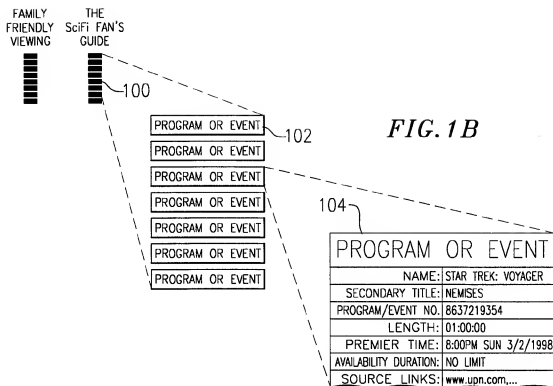 FAMILY
FRIENDLY
VIEWING
THE
SciFi FAN'S
GUIDE
100
PROGRAM OR EVENT
102
FIG.1B
PROGRAM OR EVENT
PROGRAM OR EVENT
PROGRAM OR EVENT
PROGRAM OR EVENT
PROGRAM OR EVENT
PROGRAM OR EVENT
104
PROGRAM OR EVENT
NAME: STAR TREK: VOYAGER
SECONDARY TITLE: NEMISES
PROGRAM/EVENT NO. 8637219354
LENGTH: 01:00:00
PREMIER TIME: 8:00PM SUN 3/2/1998
AVAILABILITY DURATION: NO LIMIT
SOURCE LINKS: www.upn.com,...